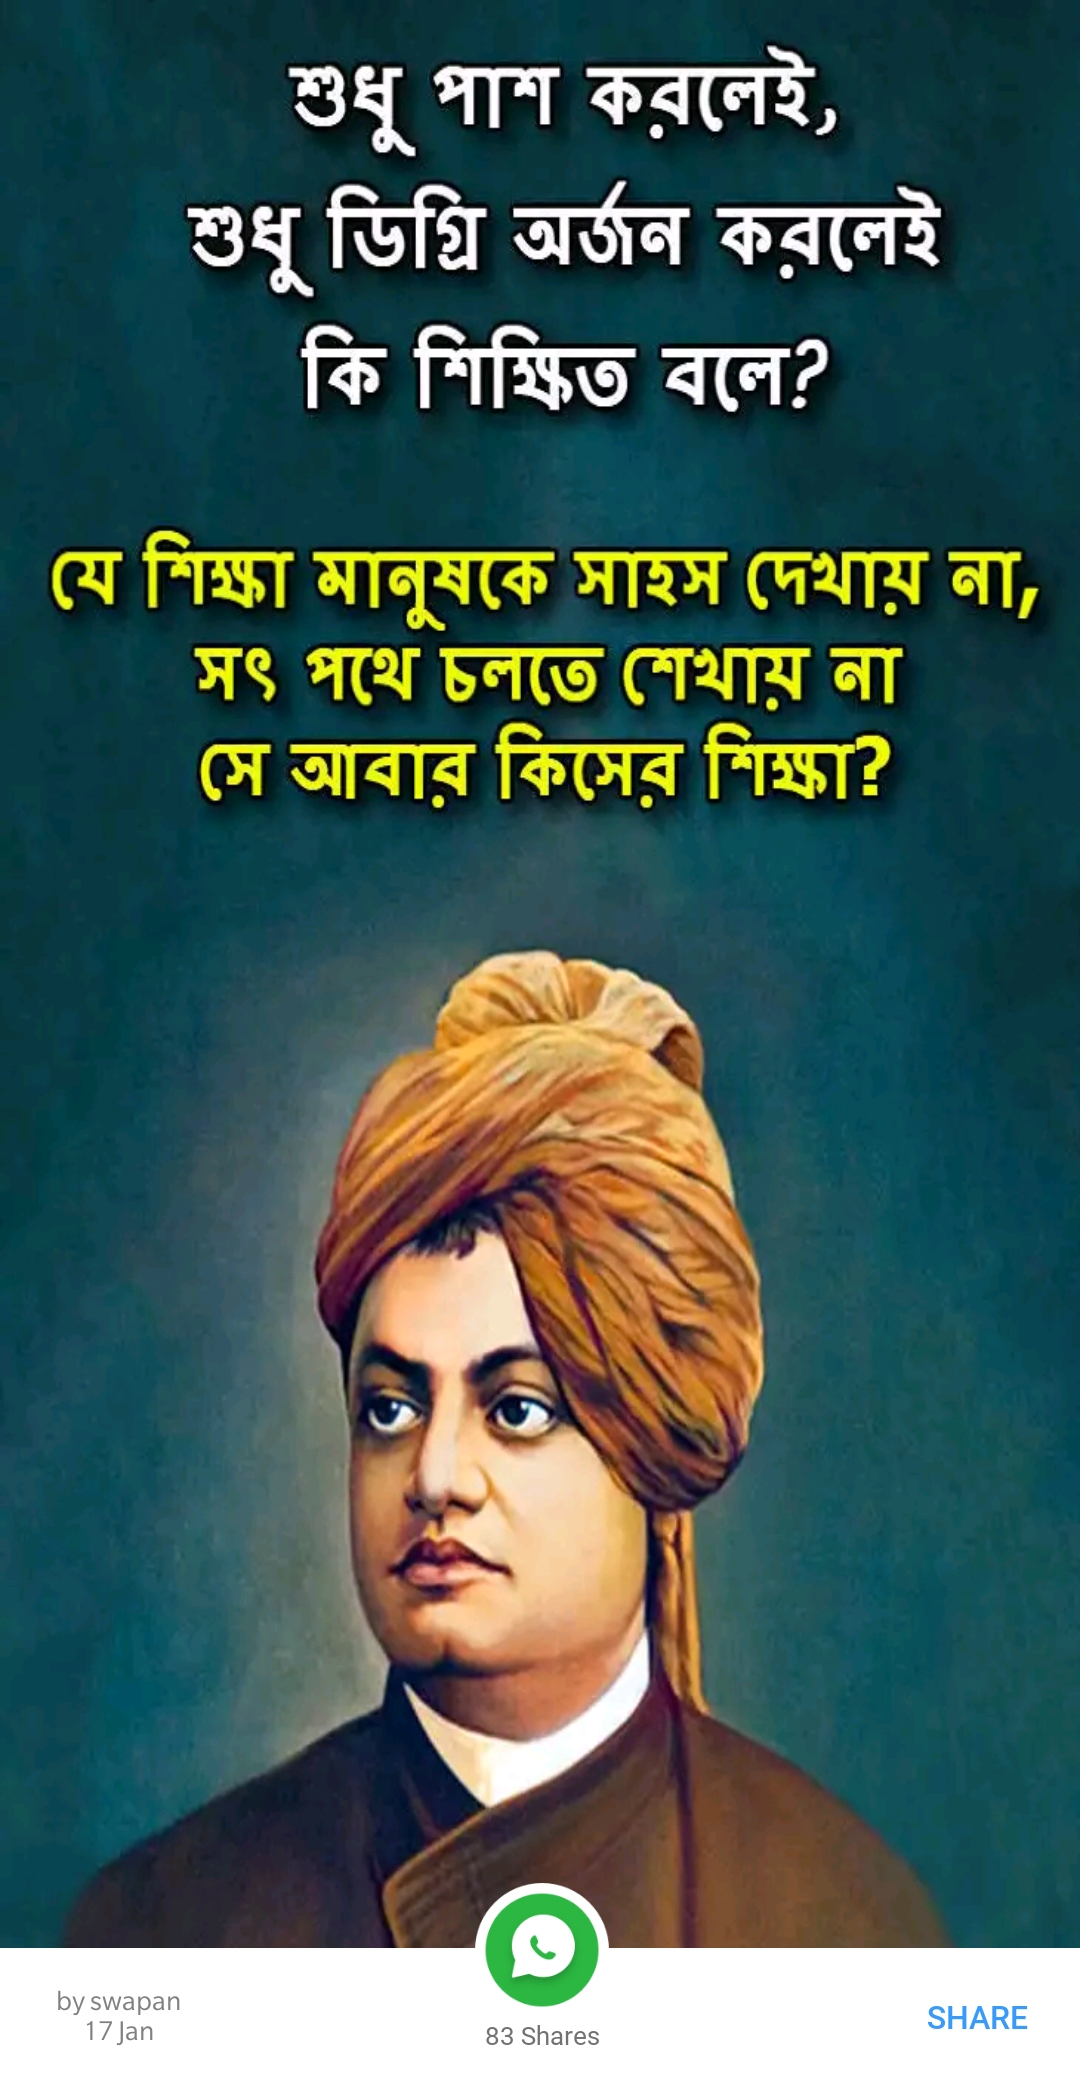 শুধু পাশ করলেই,
শুধু ডিগ্রি অর্জন করলেই
কি শিক্ষিত বলে?
যে শিক্ষা মানুষকে সাহস দেখায় না,
সৎ পথে চলতে শেখায় না
সে আবার কিসের শিক্ষা?
by swapan
17 Jan
83 Shares
SHARE